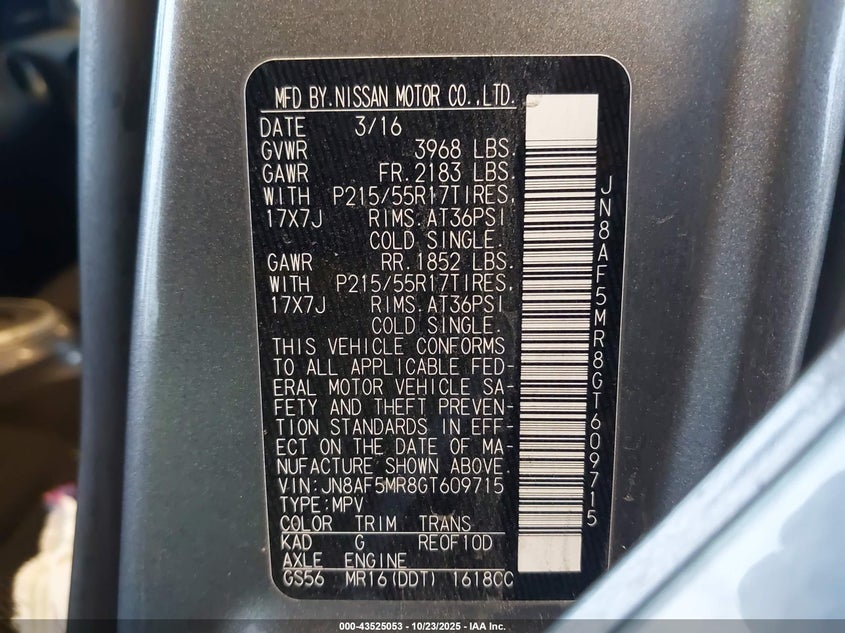 MFD BY.NISSAN MOTOR CO.,LTD.
DATE 3/16
GVWR 3968 LBS.
GAWR FR.2183 LBS.
WITH P215/55R17TIRES,
17X7J RIMS.AT36PSI
COLD SINGLE.
GAWR RR.1852 LBS.
WITH P215/55R17TIRES,
17X7J RIMS.AT36PSI
COLD SINGLE.
THIS VEHICLE CONFORMS
TO ALL APPLICABLE FED-
ERAL MOTOR VEHICLE SA-
FETY AND THEFT PREVEN-
TION STANDARDS IN EFF-
ECT ON THE DATE OF MA-
NUFACTURE SHOWN ABOVE.
VIN:JN8AF5MR8GT609715
TYPE:MPV
COLOR TRIM TRANS
KAD G RE0F10D
AXLE ENGINE
GS56 MR16(DDT) 1618CC
JN8AF5MR8GT609715
000-43525053 - 10/23/2025 - IAA Inc.